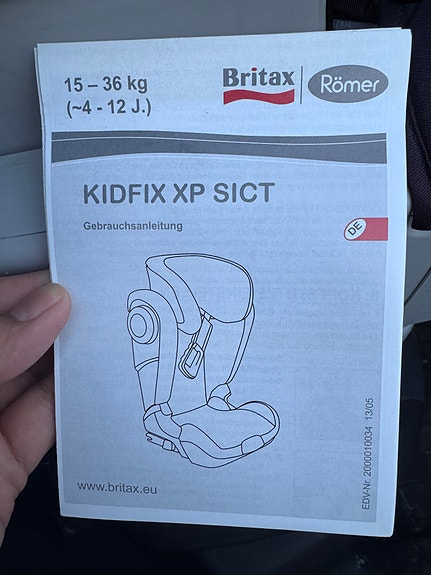 15 – 36 kg
(~4 - 12 J.)
Britax
Römer
KIDFIX XP SICT
Gebrauchsanleitung
DE
www.britax.eu
EDV-Nr. 2000010034 13/05